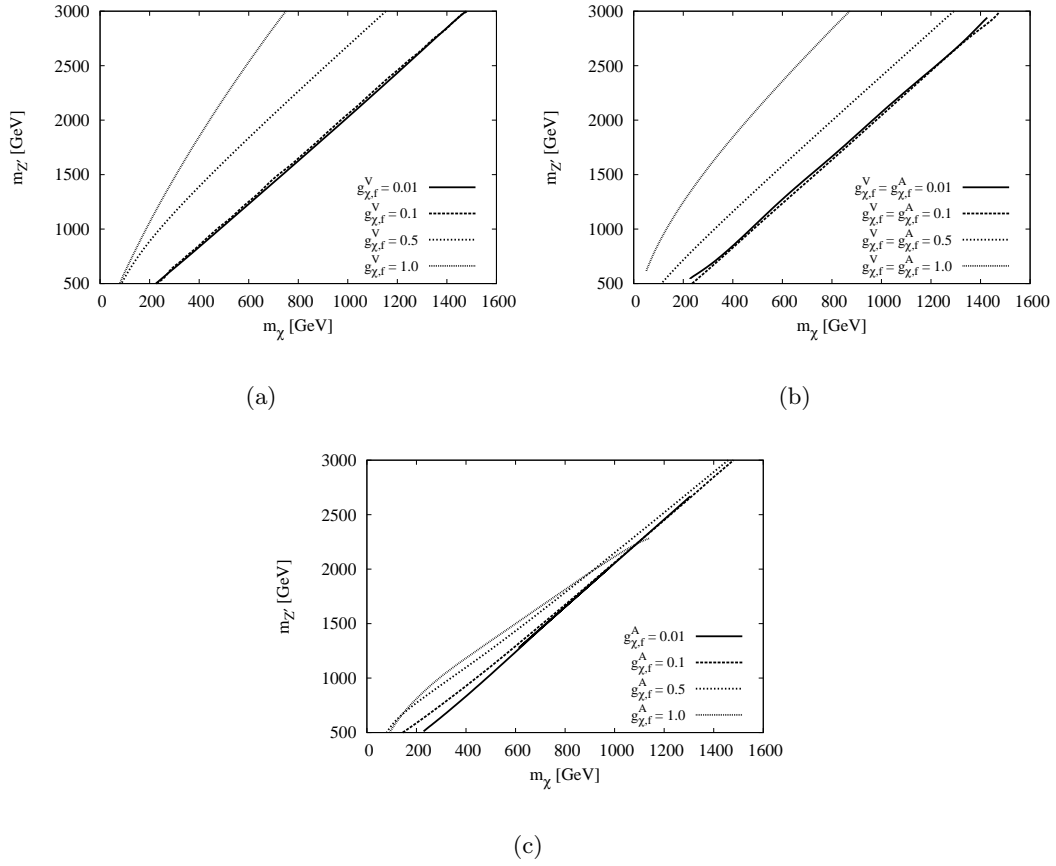 3000
2500
2000
1500
1000
500
m_Z′ [GeV]
0 200 400 600 800 1000 1200 1400 1600
m_χ [GeV]
g^V_χ,f = 0.01
g^V_χ,f = 0.1
g^V_χ,f = 0.5
g^V_χ,f = 1.0
(a)
3000
2500
2000
1500
1000
500
m_Z′ [GeV]
0 200 400 600 800 1000 1200 1400 1600
m_χ [GeV]
g^V_χ,f = g^A_χ,f = 0.01
g^V_χ,f = g^A_χ,f = 0.1
g^V_χ,f = g^A_χ,f = 0.5
g^V_χ,f = g^A_χ,f = 1.0
(b)
3000
2500
2000
1500
1000
500
m_Z′ [GeV]
0 200 400 600 800 1000 1200 1400 1600
m_χ [GeV]
g^A_χ,f = 0.01
g^A_χ,f = 0.1
g^A_χ,f = 0.5
g^A_χ,f = 1.0
(c)